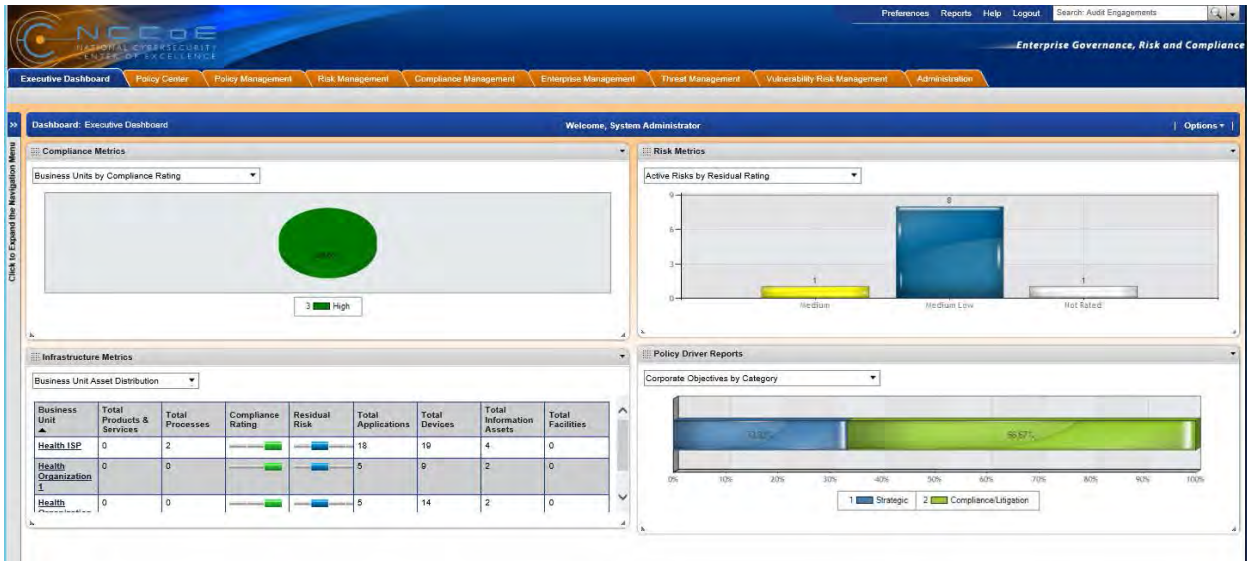 Preferences Reports Help Logout Search: Audit Engagements
NCCoE
NATIONAL CYBERSECURITY
CENTER OF EXCELLENCE
Enterprise Governance, Risk and Compliance
Executive Dashboard Policy Center Policy Management Risk Management Compliance Management Enterprise Management Threat Management Vulnerability Risk Management Administration
Dashboard: Executive Dashboard Welcome, System Administrator | Options |
Click to Expand the Navigation Menu
Compliance Metrics
Business Units by Compliance Rating
3 High
Risk Metrics
Active Risks by Residual Rating
9
6
3
0
1
8
1
Medium Medium Low Not Rated
Infrastructure Metrics
Business Unit Asset Distribution
Business Unit Total Products & Services Total Processes Compliance Rating Residual Risk Total Applications Total Devices Total Information Assets Total Facilities
Health ISP 0 2 18 19 4 0
Health Organization 1 0 0 5 9 2 0
Health 0 0 5 14 2 0
Policy Driver Reports
Corporate Objectives by Category
66.67%
0% 10% 20% 30% 40% 50% 60% 70% 80% 90% 100%
1 Strategic 2 Compliance/Litigation